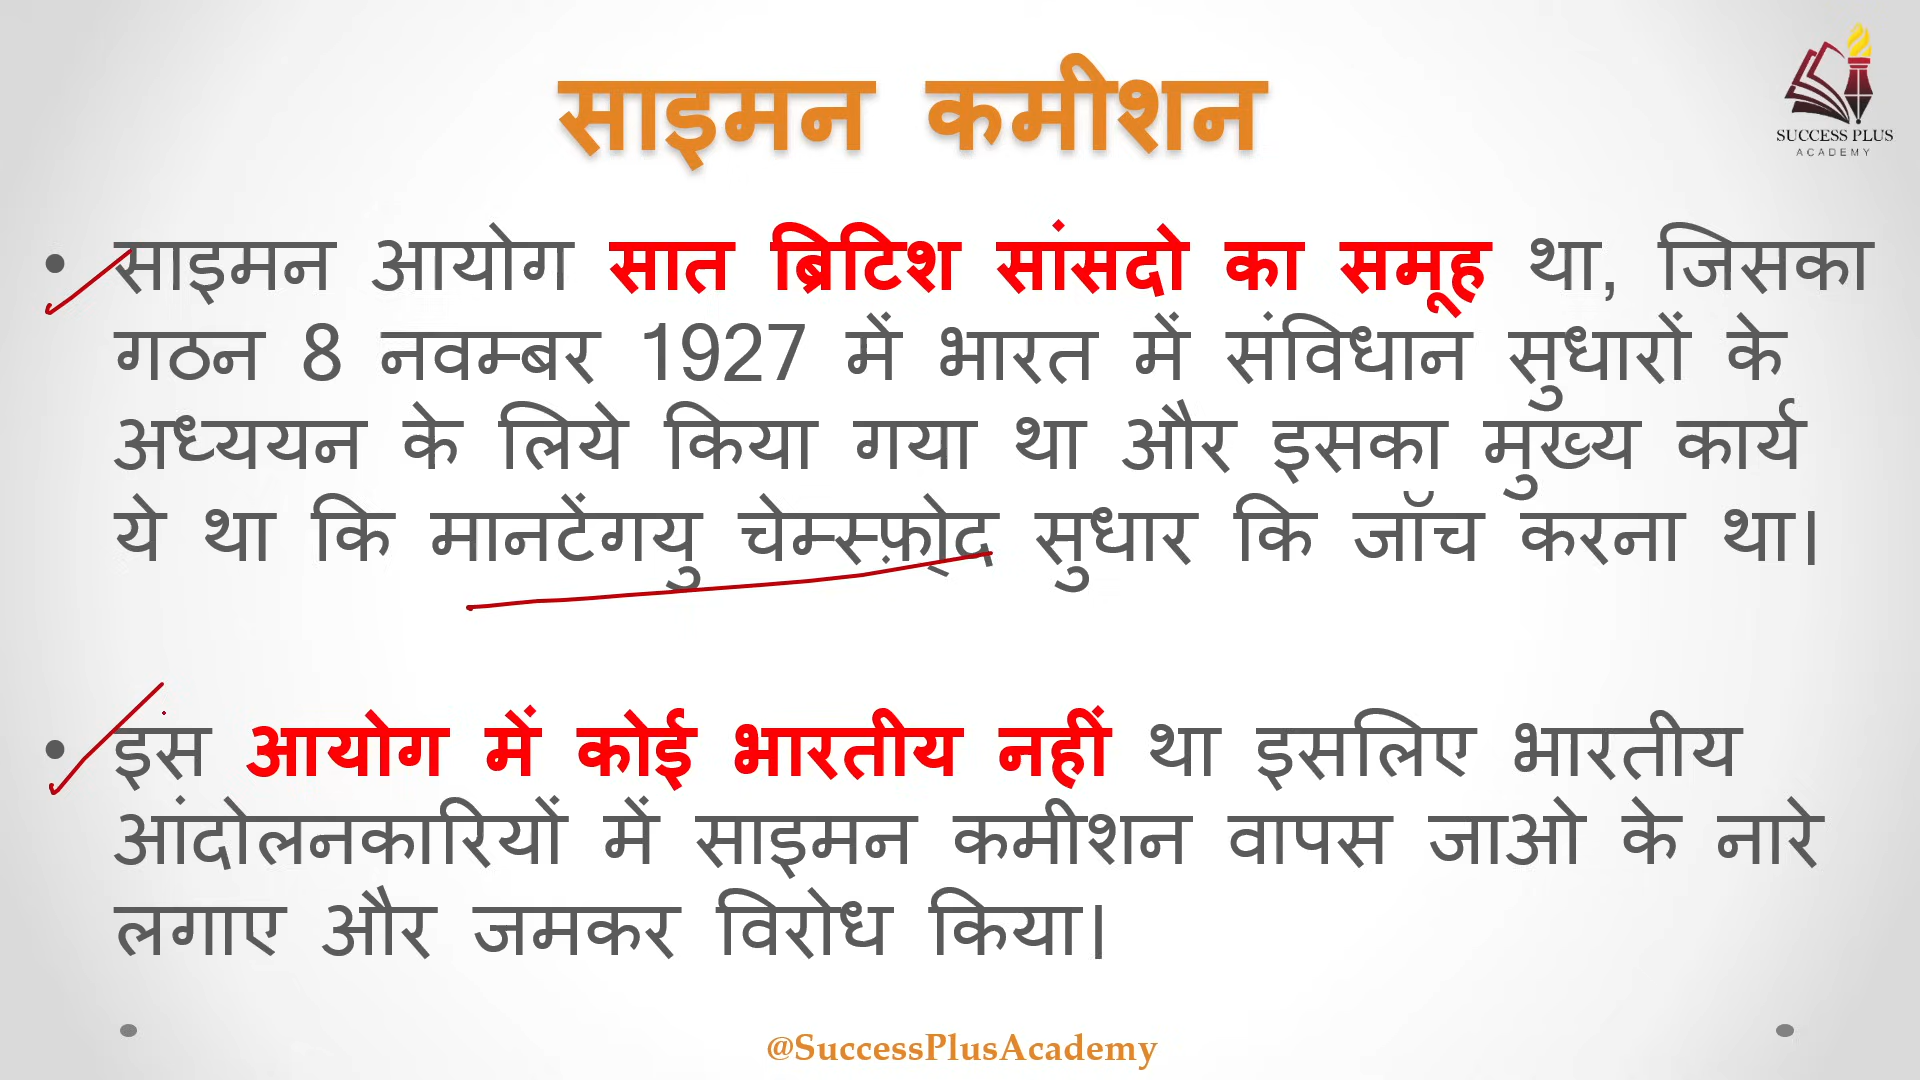 साइमन कमीशन
SUCCESS PLUS
ACADEMY
• साइमन आयोग सात ब्रिटिश सांसदो का समूह था, जिसका
गठन 8 नवम्बर 1927 में भारत में संविधान सुधारों के
अध्ययन के लिये किया गया था और इसका मुख्य कार्य
ये था कि मानटेंगयु चेम्स्फ़ो्द सुधार कि जॉच करना था।
• इस आयोग में कोई भारतीय नहीं था इसलिए भारतीय
आंदोलनकारियों में साइमन कमीशन वापस जाओ के नारे
लगाए और जमकर विरोध किया।
@SuccessPlusAcademy